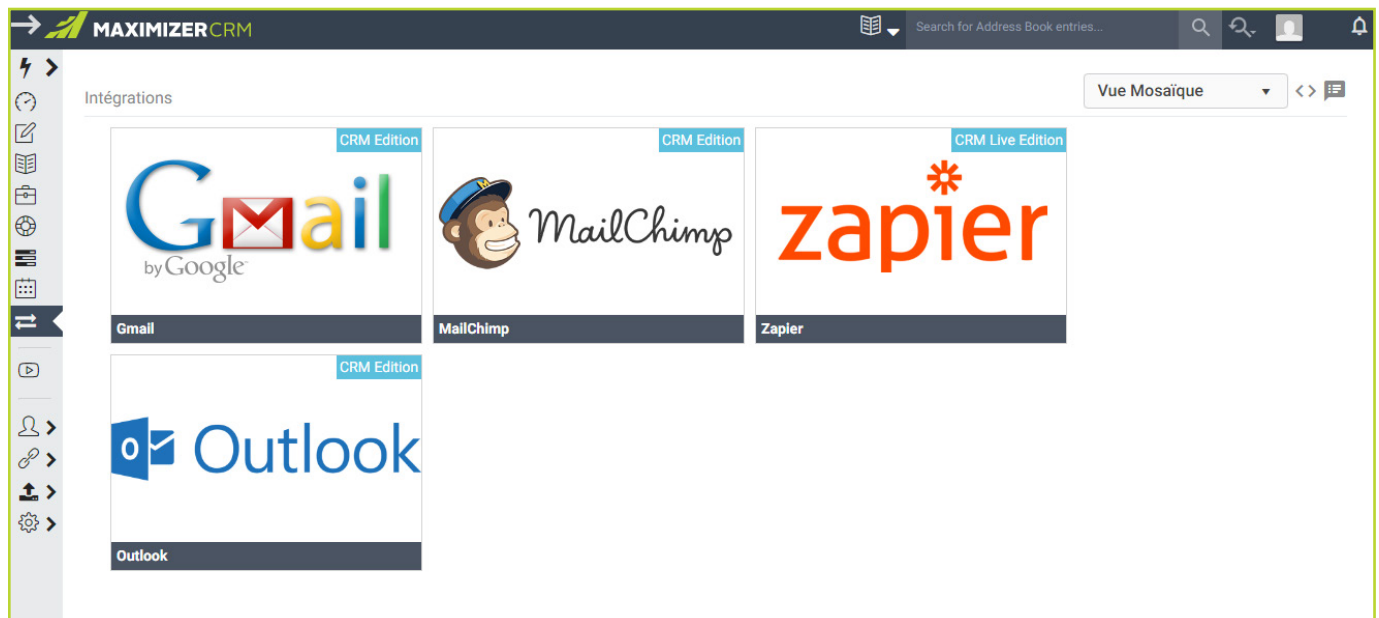 MAXIMIZERCRM
Search for Address Book entries...
Vue Mosaïque
Intégrations
CRM Edition
Gmail
by Google
Gmail
CRM Edition
MailChimp
MailChimp
CRM Live Edition
zapier
Zapier
CRM Edition
Outlook
Outlook